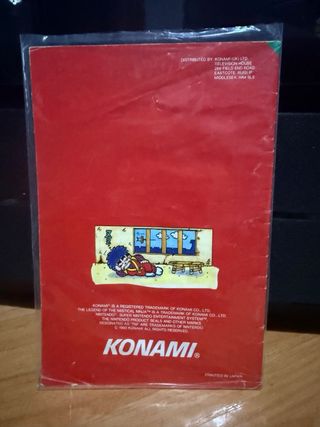 DISTRIBUTED BY: KONAMI (UK) LTD.
TELEVISION HOUSE
269 FIELD END ROAD
EASTCOTE, RUISLIP
MIDDLESEX, HA4 9LS
KONAMI® IS A REGISTERED TRADEMARK OF KONAMI CO., LTD.
THE LEGEND OF THE MYSTICAL NINJA™ IS A TRADEMARK OF KONAMI CO., LTD.
NINTENDO®, SUPER NINTENDO ENTERTAINMENT SYSTEM™,
THE NINTENDO PRODUCT SEALS AND OTHER MARKS
DESIGNATED AS "TM" ARE TRADEMARKS OF NINTENDO.
© 1993 KONAMI ALL RIGHTS RESERVED.
KONAMI®
PRINTED IN JAPAN